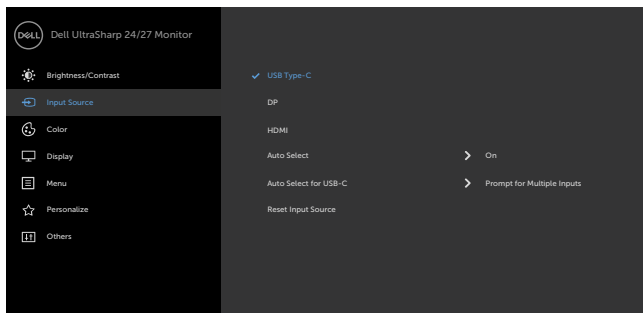 DELL Dell UltraSharp 24/27 Monitor
Brightness/Contrast
USB Type-C
Input Source
DP
Color
HDMI
Display
Auto Select
On
Menu
Auto Select for USB-C
Prompt for Multiple Inputs
Personalize
Reset Input Source
Others